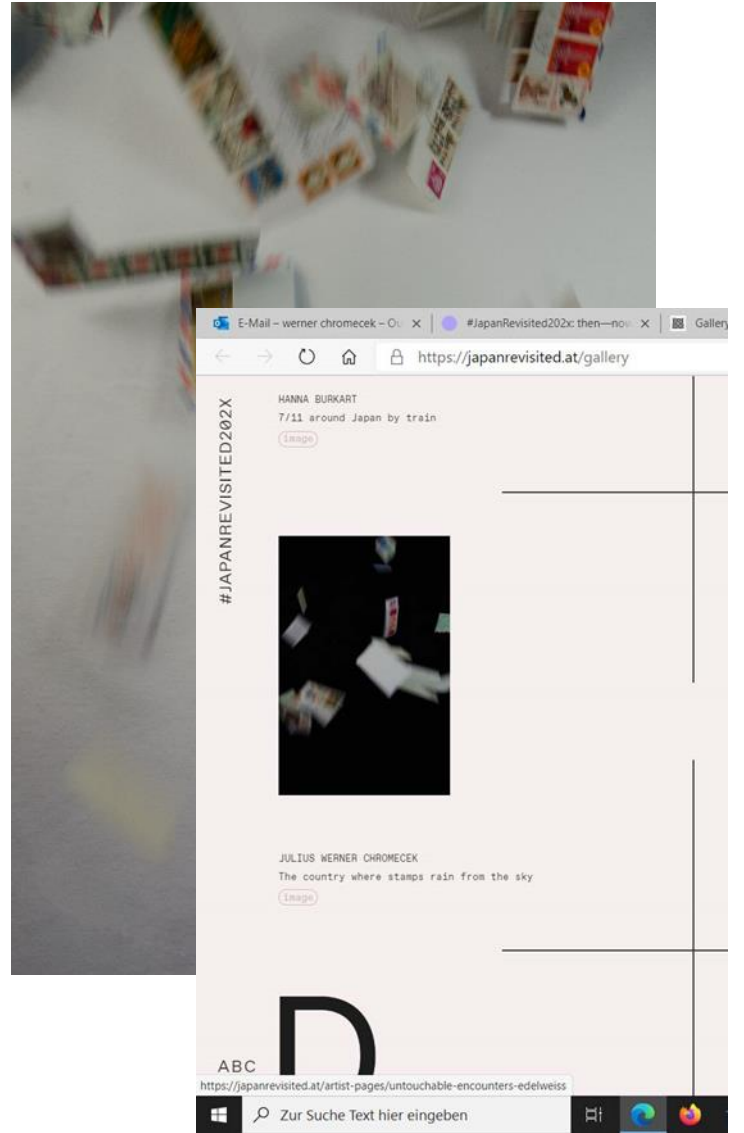 E-Mail – werner chromecek – Ou
#JapanRevisited202x: then—now
Gallery
https://japanrevisited.at/gallery
#JAPANREVISITED202X
HANNA BURKART
7/11 around Japan by train
image
JULIUS WERNER CHROMECEK
The country where stamps rain from the sky
image
D
ABC
https://japanrevisited.at/artist-pages/untouchable-encounters-edelweiss
Zur Suche Text hier eingeben